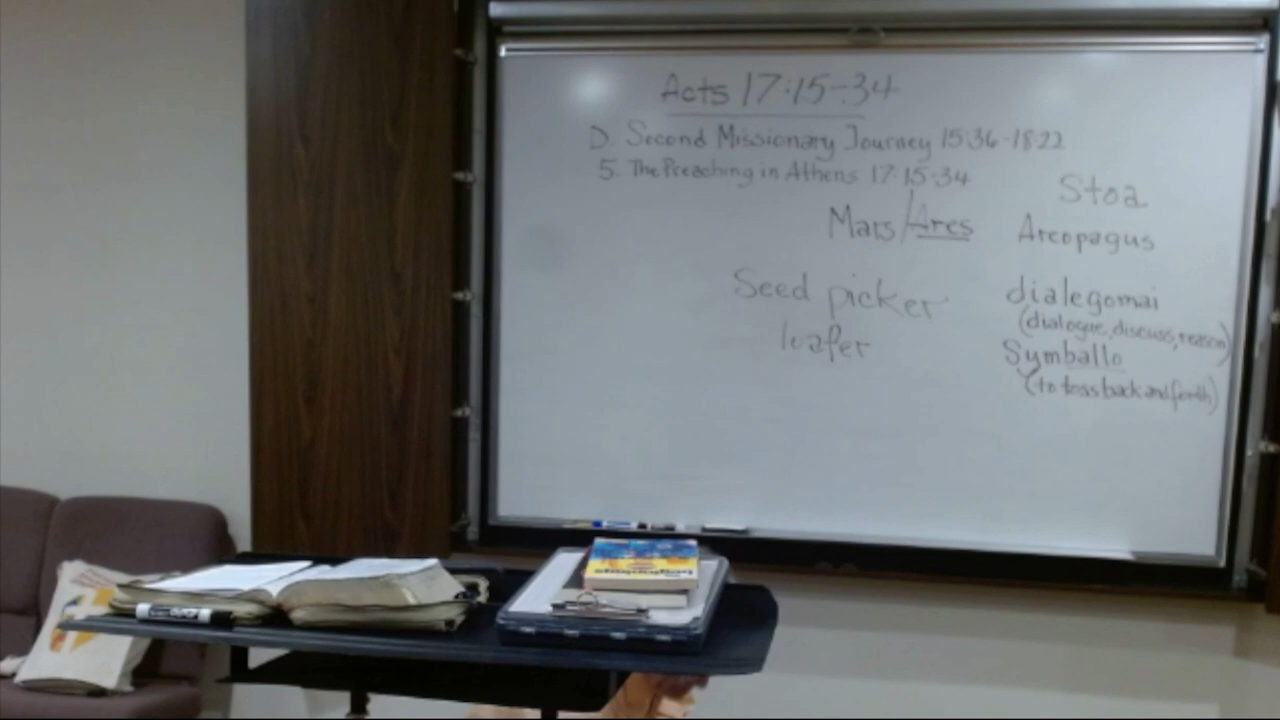 Acts 17:15-34
D. Second Missionary Journey 15:36-18:22
5. The Preaching in Athens 17:15-34
Stoa
Mars/Ares Areopagus
Seed picker
loafer
dialegomai
(dialogue, discuss, reason)
Symballo
(to toss back and forth)